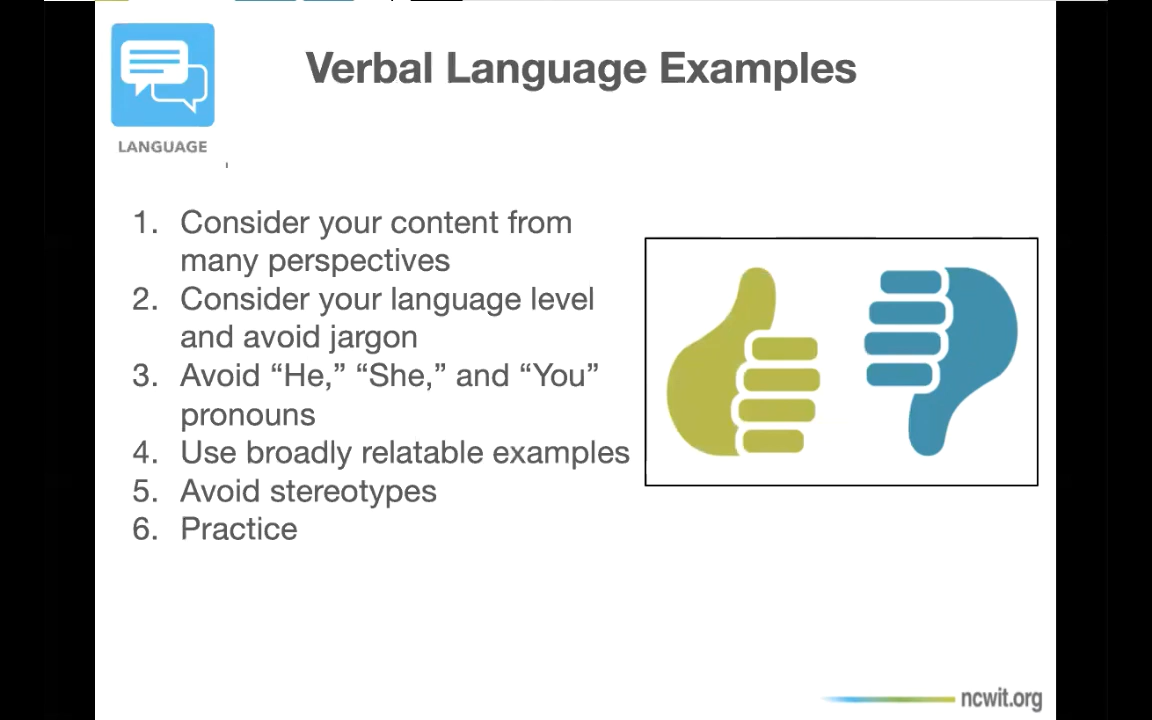 Verbal Language Examples
LANGUAGE
1. Consider your content from
many perspectives
2. Consider your language level
and avoid jargon
3. Avoid “He,” “She,” and “You”
pronouns
4. Use broadly relatable examples
5. Avoid stereotypes
6. Practice
ncwit.org